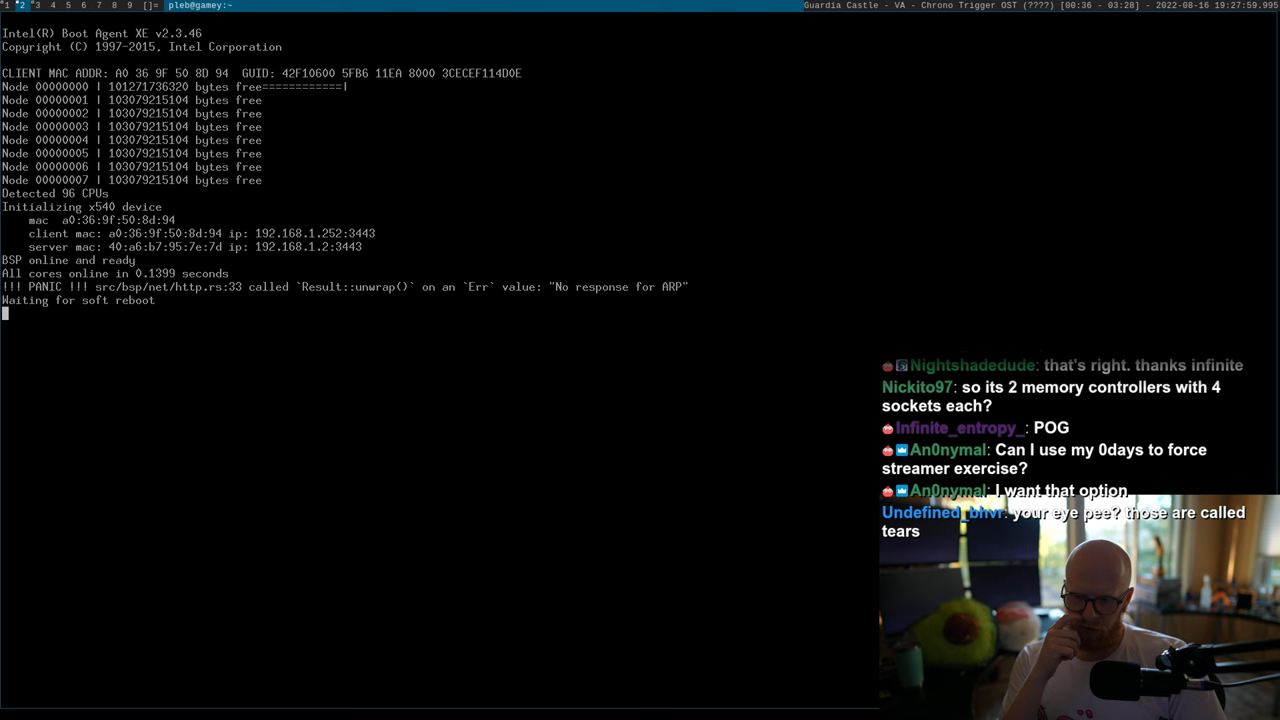 1 2 3 4 5 6 7 8 9 []= pleb@gamey:~ Guardia Castle - VA - Chrono Trigger OST (????) [00:36 - 03:28] - 2022-08-16 19:27:59.995
Intel(R) Boot Agent XE v2.3.46
Copyright (C) 1997-2015, Intel Corporation
CLIENT MAC ADDR: A0 36 9F 50 8D 94  GUID: 42F10600 5FB6 11EA 8000 3CECEF114D0E
Node 00000000 | 101271736320 bytes free============|
Node 00000001 | 103079215104 bytes free
Node 00000002 | 103079215104 bytes free
Node 00000003 | 103079215104 bytes free
Node 00000004 | 103079215104 bytes free
Node 00000005 | 103079215104 bytes free
Node 00000006 | 103079215104 bytes free
Node 00000007 | 103079215104 bytes free
Detected 96 CPUs
Initializing x540 device
mac  a0:36:9f:50:8d:94
client mac: a0:36:9f:50:8d:94 ip: 192.168.1.252:3443
server mac: 40:a6:b7:95:7e:7d ip: 192.168.1.2:3443
BSP online and ready
All cores online in 0.1399 seconds
!!! PANIC !!! src/bsp/net/http.rs:33 called `Result::unwrap()` on an `Err` value: "No response for ARP"
Waiting for soft reboot
Nightshadedude: that's right. thanks infinite
Nickito97: so its 2 memory controllers with 4
sockets each?
Infinite_entropy_: POG
An0nymal: Can I use my 0days to force
streamer exercise?
An0nymal: I want that option
Undefined_bhvr: your eye pee? those are called
tears